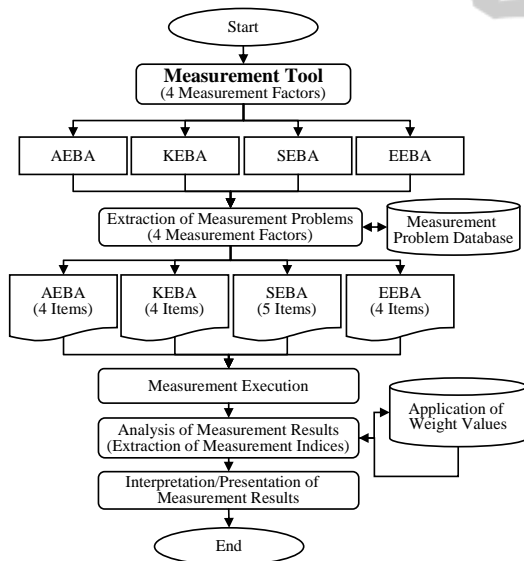 Start
Measurement Tool
(4 Measurement Factors)
AEBA
KEBA
SEBA
EEBA
Extraction of Measurement Problems
(4 Measurement Factors)
Measurement
Problem Database
AEBA
(4 Items)
KEBA
(4 Items)
SEBA
(5 Items)
EEBA
(4 Items)
Measurement Execution
Analysis of Measurement Results
(Extraction of Measurement Indices)
Application of
Weight Values
Interpretation/Presentation of
Measurement Results
End